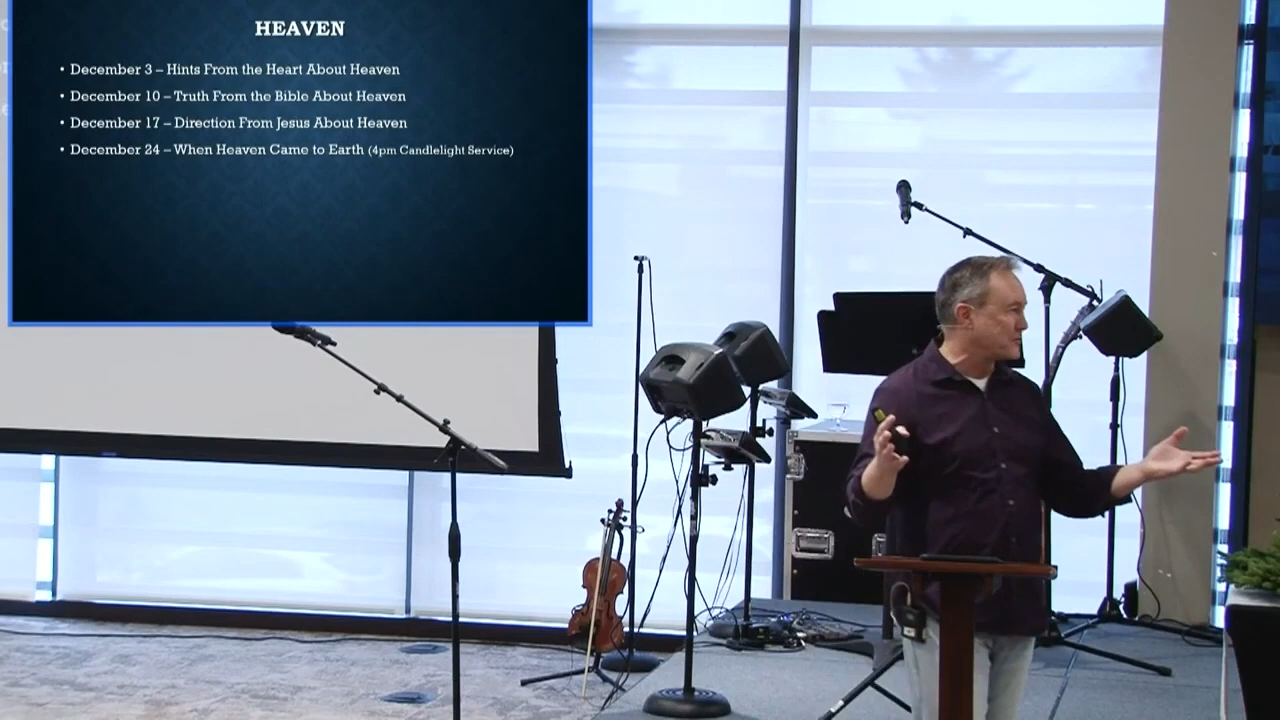 HEAVEN
• December 3 – Hints From the Heart About Heaven
• December 10 – Truth From the Bible About Heaven
• December 17 – Direction From Jesus About Heaven
• December 24 – When Heaven Came to Earth (4pm Candlelight Service)